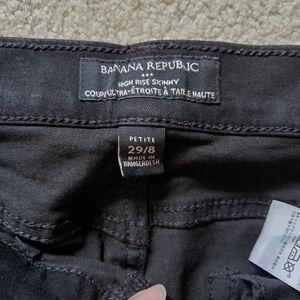 BANANA REPUBLIC
HIGH RISE SKINNY
COUPE ULTRA-ÉTROITE À TAILLE HAUTE
PETITE
29/8
MADE IN
BANGLADESH